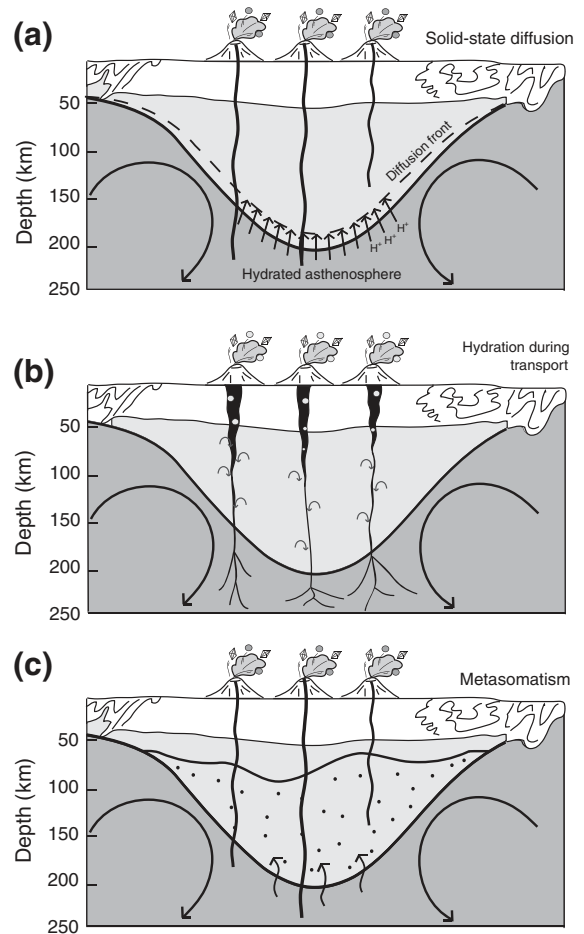 (a)
Solid-state diffusion
50
100
150
200
250
Depth (km)
Diffusion front
H+
H+
H+
Hydrated asthenosphere
(b)
Hydration during
transport
50
100
150
200
250
Depth (km)
(c)
Metasomatism
50
100
150
200
250
Depth (km)